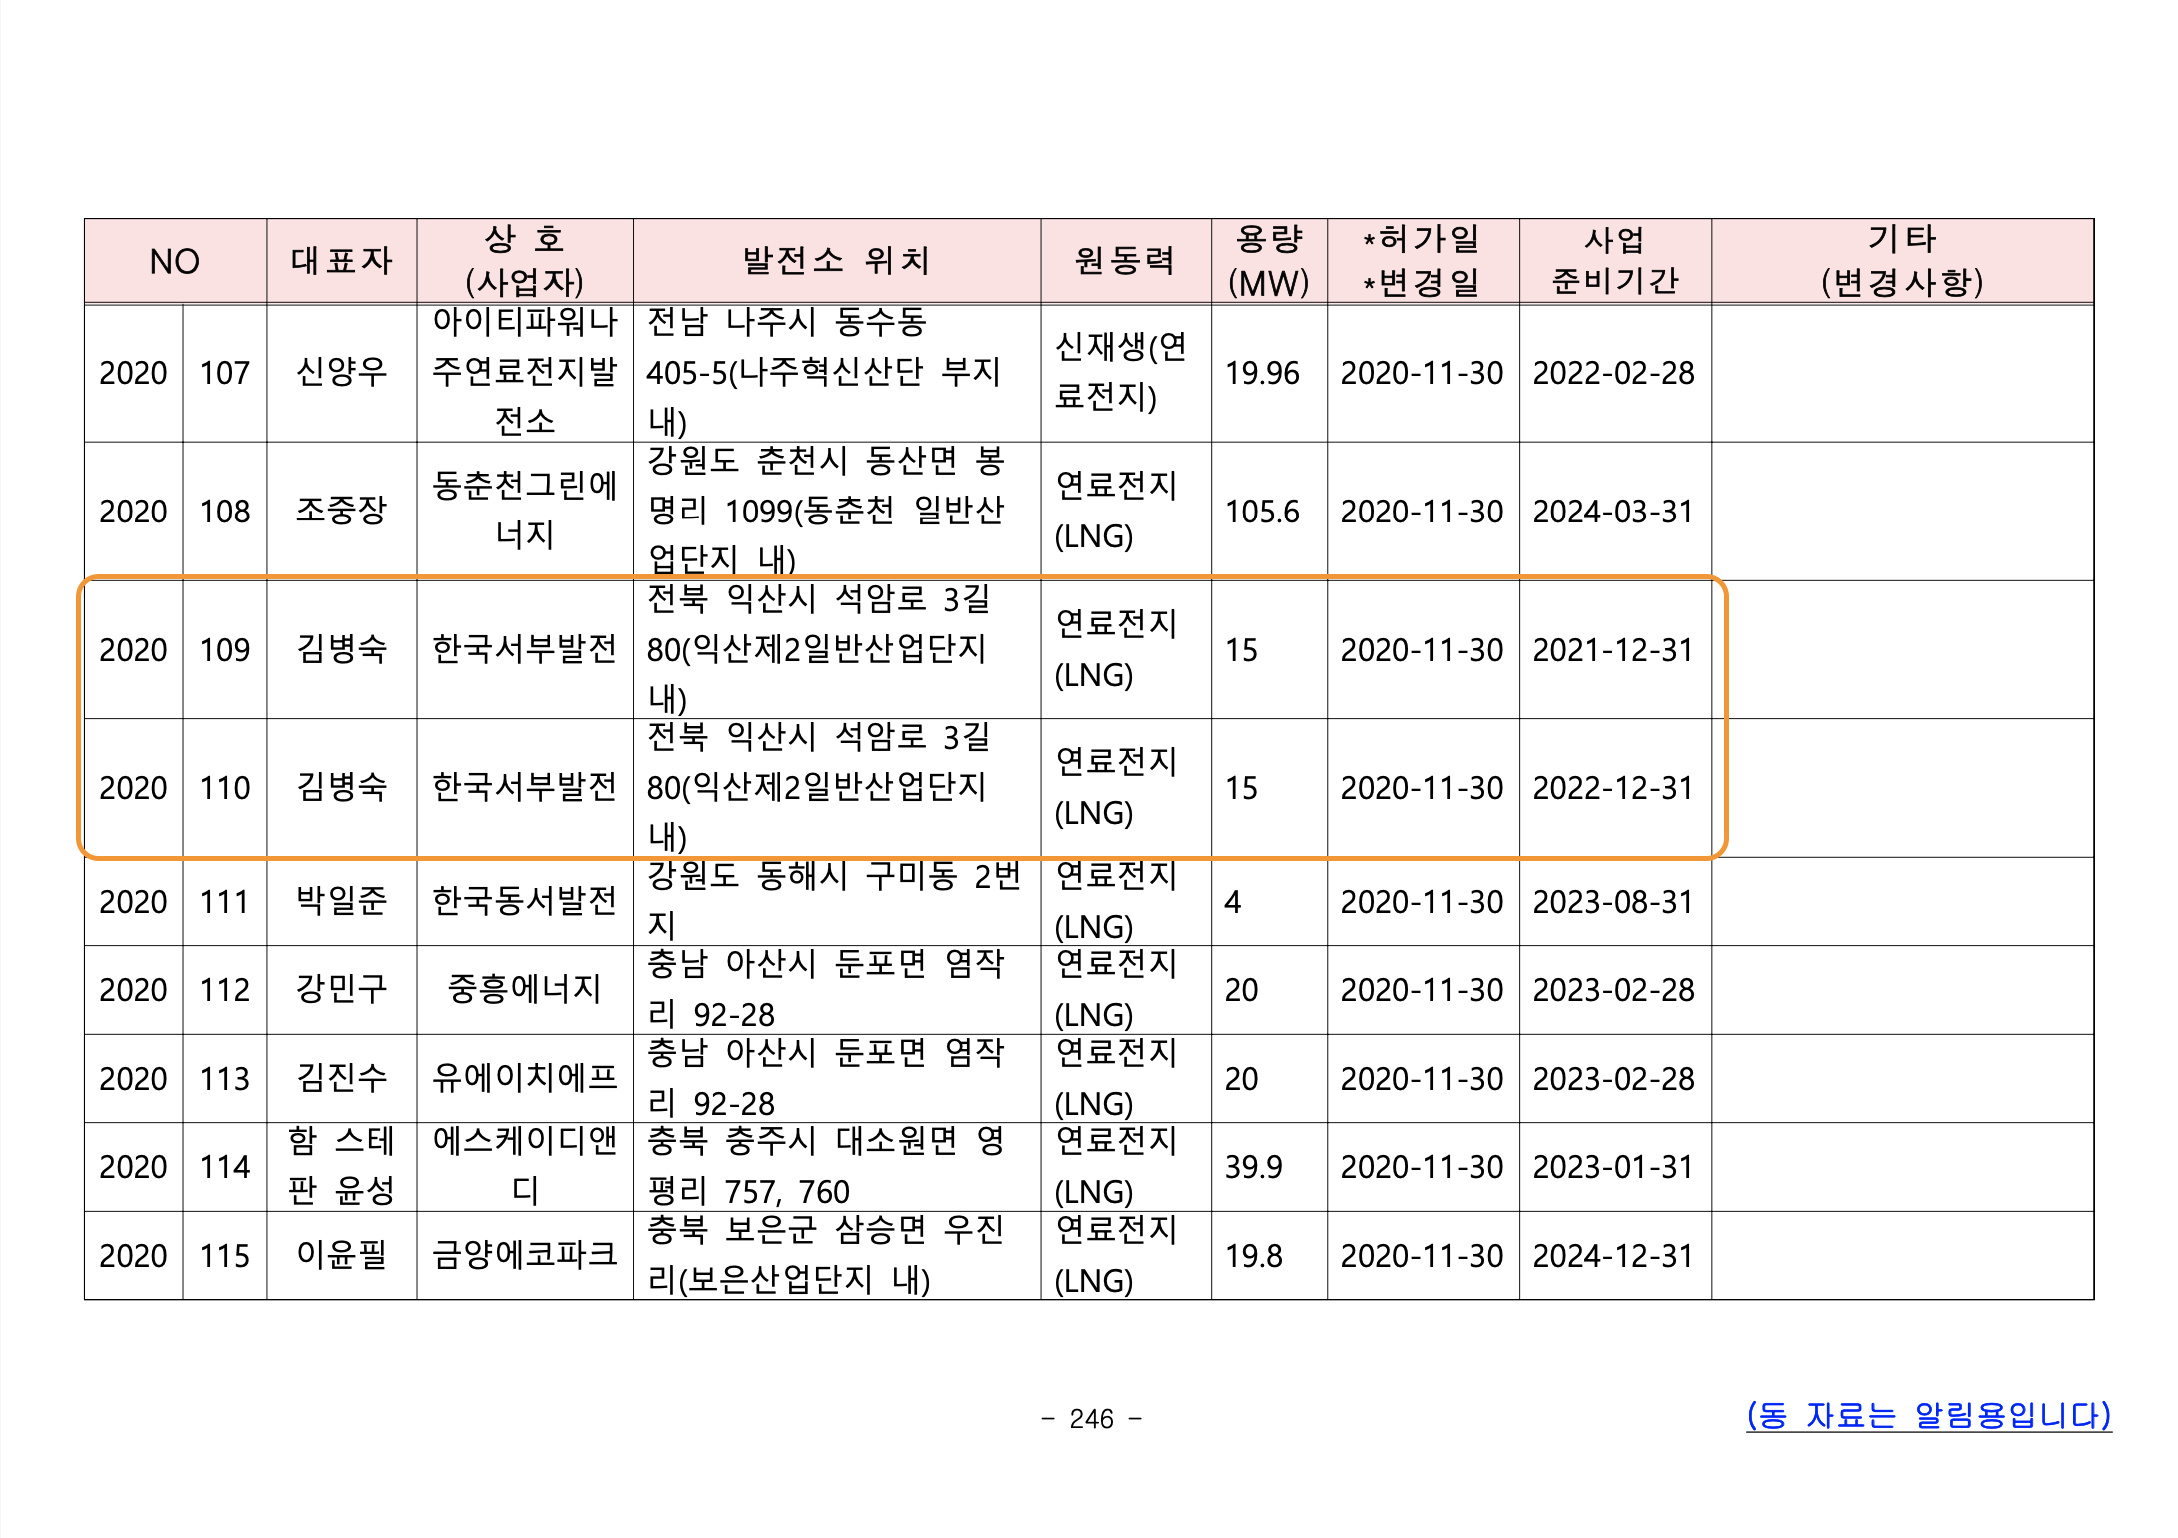 NO 대표자 상 호 (사업자) 발전소 위치 원동력 용량 (MW) *허가일 *변경일 사업 준비기간 기타 (변경사항)
2020 107 신양우 아이티파워나주연료전지발전소 전남 나주시 동수동 405-5(나주혁신산단 부지 내) 신재생(연료전지) 19.96 2020-11-30 2022-02-28
2020 108 조중장 동춘천그린에너지 강원도 춘천시 동산면 봉명리 1099(동춘천 일반산업단지 내) 연료전지(LNG) 105.6 2020-11-30 2024-03-31
2020 109 김병숙 한국서부발전 전북 익산시 석암로 3길 80(익산제2일반산업단지 내) 연료전지(LNG) 15 2020-11-30 2021-12-31
2020 110 김병숙 한국서부발전 전북 익산시 석암로 3길 80(익산제2일반산업단지 내) 연료전지(LNG) 15 2020-11-30 2022-12-31
2020 111 박일준 한국동서발전 강원도 동해시 구미동 2번지 연료전지(LNG) 4 2020-11-30 2023-08-31
2020 112 강민구 중흥에너지 충남 아산시 둔포면 염작리 92-28 연료전지(LNG) 20 2020-11-30 2023-02-28
2020 113 김진수 유에이치에프 충남 아산시 둔포면 염작리 92-28 연료전지(LNG) 20 2020-11-30 2023-02-28
2020 114 함 스테판 윤성 에스케이디앤디 충북 충주시 대소원면 영평리 757, 760 연료전지(LNG) 39.9 2020-11-30 2023-01-31
2020 115 이윤필 금양에코파크 충북 보은군 삼승면 우진리(보은산업단지 내) 연료전지(LNG) 19.8 2020-11-30 2024-12-31
- 246 -
(동 자료는 알림용입니다)